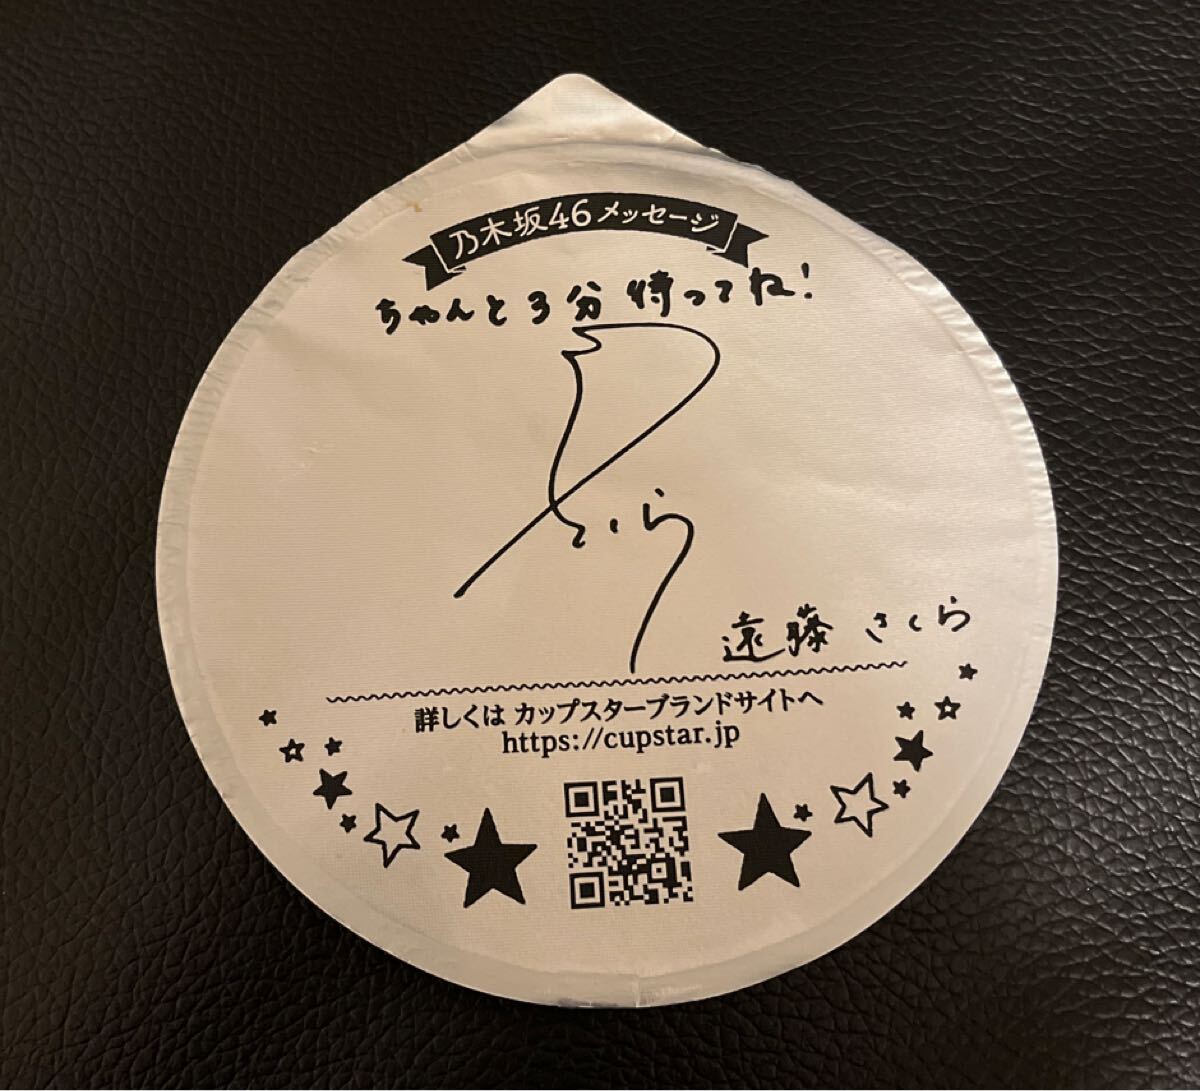 乃木坂46メッセージ
ちゃんと3分待ってね!
さくら
遠藤 さくら
詳しくは カップスターブランドサイトへ
https://cupstar.jp